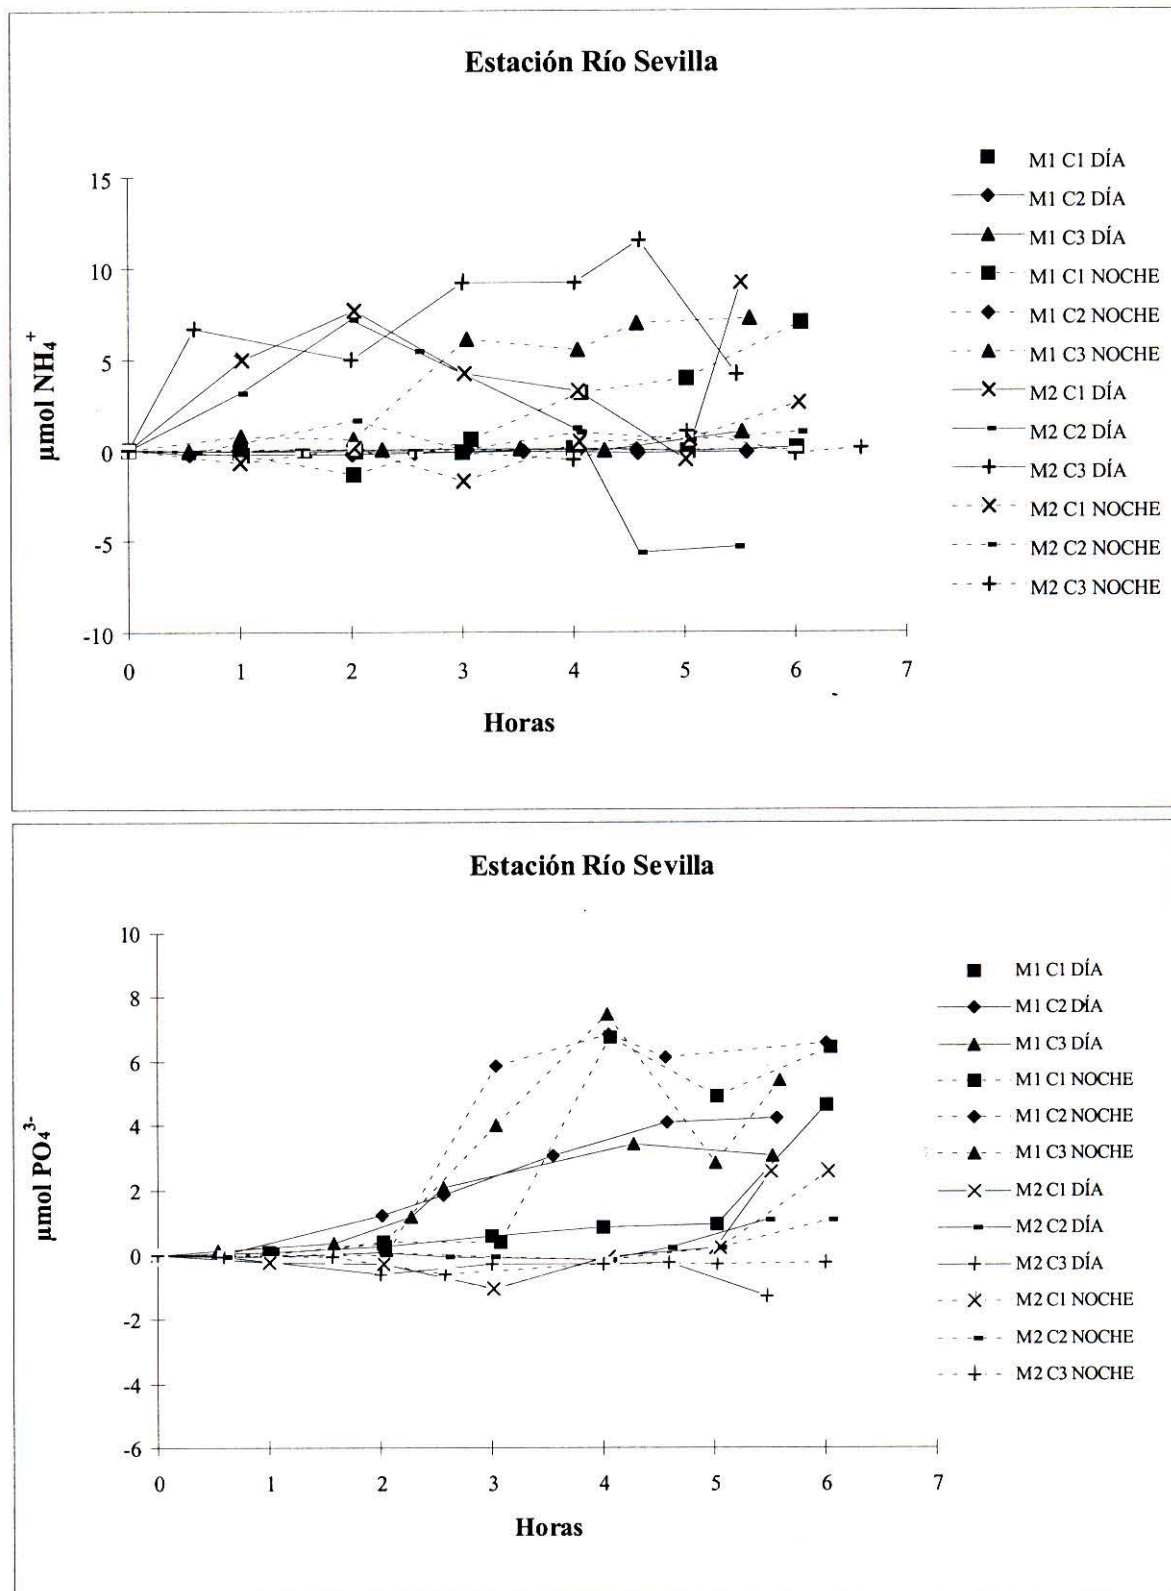 Estación Río Sevilla
µmol NH₄⁺
15
10
5
0
-5
-10
0 1 2 3 4 5 6 7
Horas
M1 C1 DÍA
M1 C2 DÍA
M1 C3 DÍA
M1 C1 NOCHE
M1 C2 NOCHE
M1 C3 NOCHE
M2 C1 DÍA
M2 C2 DÍA
M2 C3 DÍA
M2 C1 NOCHE
M2 C2 NOCHE
M2 C3 NOCHE
Estación Río Sevilla
µmol PO₄³⁻
10
8
6
4
2
0
-2
-4
-6
0 1 2 3 4 5 6 7
Horas
M1 C1 DÍA
M1 C2 DÍA
M1 C3 DÍA
M1 C1 NOCHE
M1 C2 NOCHE
M1 C3 NOCHE
M2 C1 DÍA
M2 C2 DÍA
M2 C3 DÍA
M2 C1 NOCHE
M2 C2 NOCHE
M2 C3 NOCHE